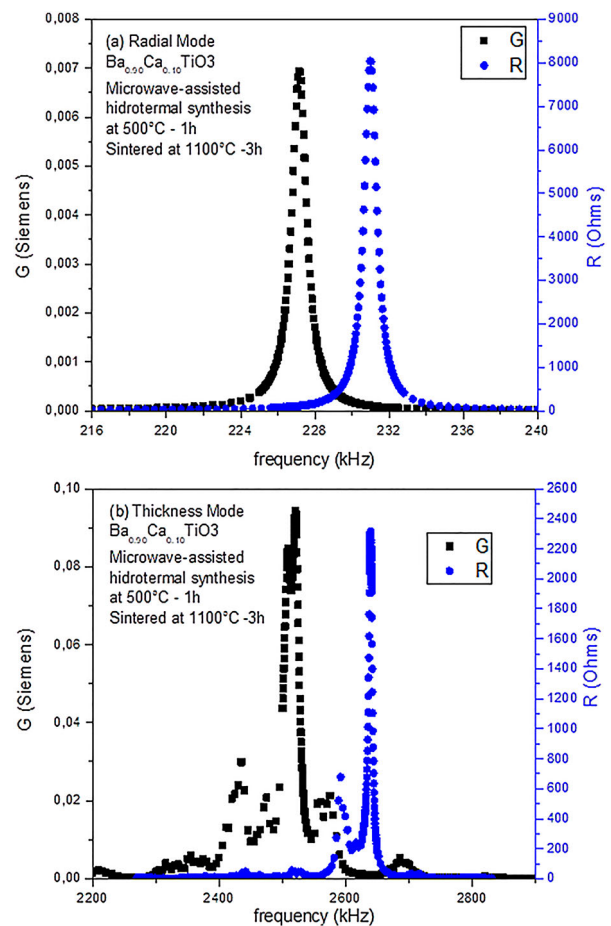 (a) Radial Mode
Ba0.90Ca0.10TiO3
Microwave-assisted
hidrotermal synthesis
at 500°C - 1h
Sintered at 1100°C -3h
G
R
0,008
0,007
0,006
0,005
0,004
0,003
0,002
0,001
0,000
G (Siemens)
9000
8000
7000
6000
5000
4000
3000
2000
1000
0
R (Ohms)
216 220 224 228 232 236 240
frequency (kHz)
(b) Thickness Mode
Ba0.90Ca0.10TiO3
Microwave-assisted
hidrotermal synthesis
at 500°C - 1h
Sintered at 1100°C -3h
G
R
0,10
0,08
0,06
0,04
0,02
0,00
G (Siemens)
2600
2400
2200
2000
1800
1600
1400
1200
1000
800
600
400
200
0
R (Ohms)
2200 2400 2600 2800
frequency (kHz)